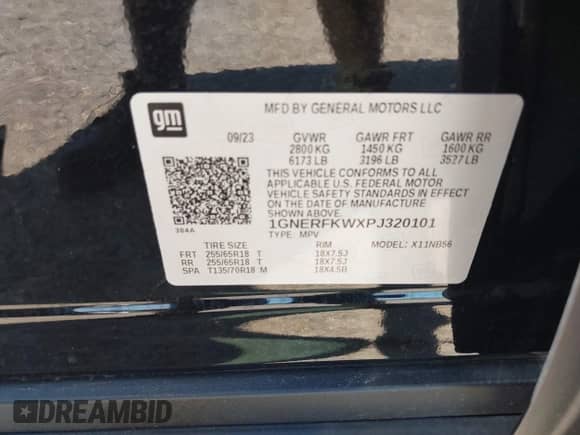 gm
MFD BY GENERAL MOTORS LLC
09/23 GVWR GAWR FRT GAWR RR
2800 KG 1450 KG 1600 KG
6173 LB 3196 LB 3527 LB
THIS VEHICLE CONFORMS TO ALL
APPLICABLE U.S. FEDERAL MOTOR
VEHICLE SAFETY STANDARDS IN EFFECT
ON THE DATE OF MANUFACTURE
SHOWN ABOVE.
1GNERFKWXPJ320101
TYPE: MPV MODEL: X11NB56
384A
TIRE SIZE RIM
FRT 255/65R18 T 18X7.5J
RR 255/65R18 T 18X7.5J
SPA T135/70R18 M 18X4.5B
DREAMBID